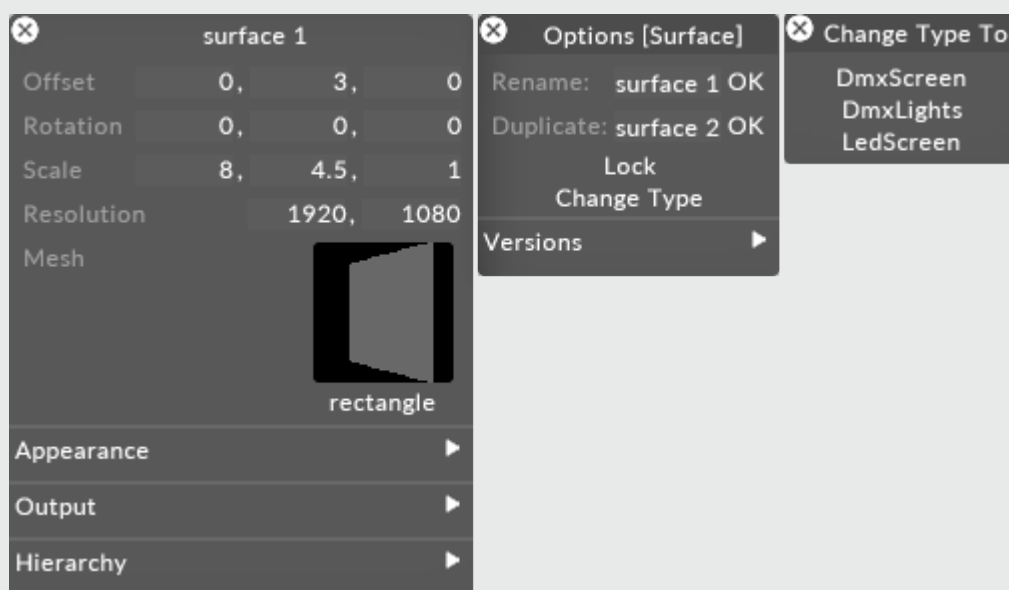 surface 1
Offset 0, 3, 0
Rotation 0, 0, 0
Scale 8, 4.5, 1
Resolution 1920, 1080
Mesh
rectangle
Appearance
Output
Hierarchy
Options [Surface]
Rename: surface 1 OK
Duplicate: surface 2 OK
Lock
Change Type
Versions
Change Type To
DmxScreen
DmxLights
LedScreen